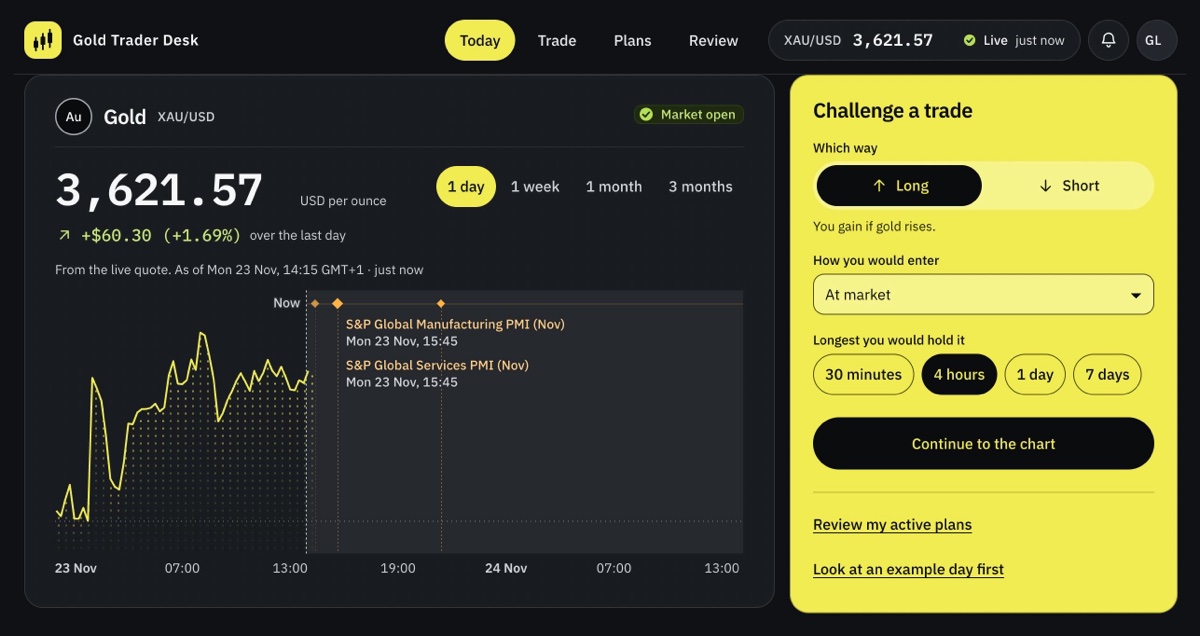 Gold Trader Desk
Today
Trade
Plans
Review
XAU/USD 3,621.57 Live just now
GL
Au
Gold XAU/USD
Market open
3,621.57 USD per ounce
1 day
1 week
1 month
3 months
+$60.30 (+1.69%) over the last day
From the live quote. As of Mon 23 Nov, 14:15 GMT+1 · just now
Now
S&P Global Manufacturing PMI (Nov)
Mon 23 Nov, 15:45
S&P Global Services PMI (Nov)
Mon 23 Nov, 15:45
23 Nov
07:00
13:00
19:00
24 Nov
07:00
13:00
Challenge a trade
Which way
Long
Short
You gain if gold rises.
How you would enter
At market
Longest you would hold it
30 minutes
4 hours
1 day
7 days
Continue to the chart
Review my active plans
Look at an example day first